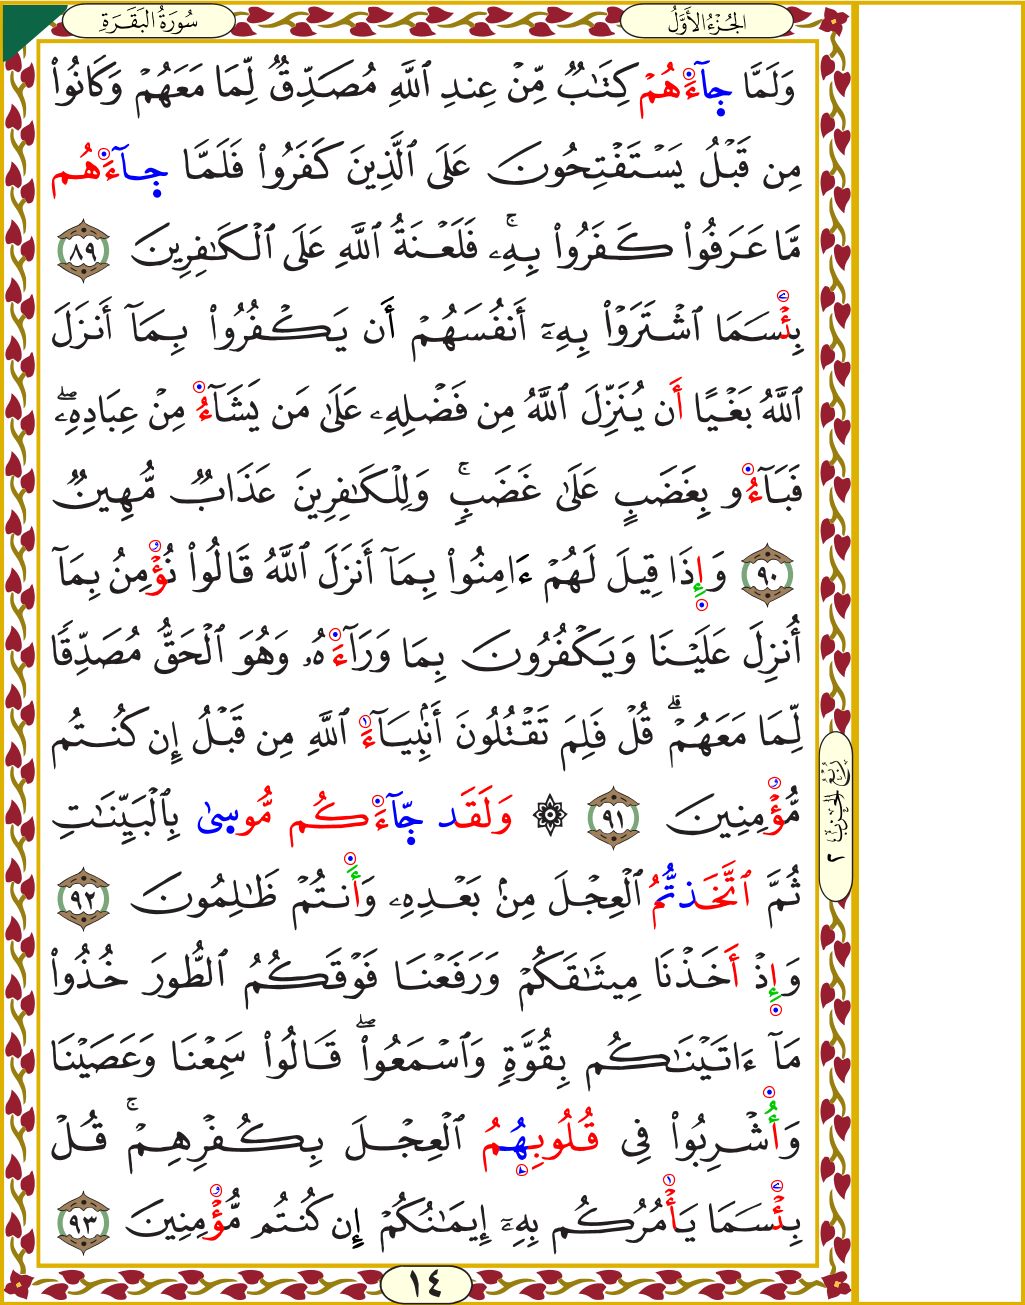 الجُزْءُ الأَوَّلُ
سُورَةُ البَقَرَةِ
وَلَمَّا جَآءَهُمْ كِتَٰبٌ مِّنْ عِندِ ٱللَّهِ مُصَدِّقٌ لِّمَا مَعَهُمْ وَكَانُوا۟
مِن قَبْلُ يَسْتَفْتِحُونَ عَلَى ٱلَّذِينَ كَفَرُوا۟ فَلَمَّا جَآءَهُم
مَّا عَرَفُوا۟ كَفَرُوا۟ بِهِۦۚ فَلَعْنَةُ ٱللَّهِ عَلَى ٱلْكَٰفِرِينَ ٨٩
بِئْسَمَا ٱشْتَرَوْا۟ بِهِۦٓ أَنفُسَهُمْ أَن يَكْفُرُوا۟ بِمَآ أَنزَلَ
ٱللَّهُ بَغْيًا أَن يُنَزِّلَ ٱللَّهُ مِن فَضْلِهِۦ عَلَىٰ مَن يَشَآءُ مِنْ عِبَادِهِۦۖ
فَبَآءُو بِغَضَبٍ عَلَىٰ غَضَبٍۚ وَلِلْكَٰفِرِينَ عَذَابٌ مُّهِينٌ
٩٠ وَإِذَا قِيلَ لَهُمْ ءَامِنُوا۟ بِمَآ أَنزَلَ ٱللَّهُ قَالُوا۟ نُؤْمِنُ بِمَآ
أُنزِلَ عَلَيْنَا وَيَكْفُرُونَ بِمَا وَرَآءَهُۥ وَهُوَ ٱلْحَقُّ مُصَدِّقًا
لِّمَا مَعَهُمْۗ قُلْ فَلِمَ تَقْتُلُونَ أَنۢبِيَآءَ ٱللَّهِ مِن قَبْلُ إِن كُنتُم
مُّؤْمِنِينَ ٩١ ۞ وَلَقَد جَّآءَكُم مُّوسىٰ بِٱلْبَيِّنَٰتِ
ثُمَّ ٱتَّخَذتُّمُ ٱلْعِجْلَ مِنۢ بَعْدِهِۦ وَأَنتُمْ ظَٰلِمُونَ ٩٢
وَإِذْ أَخَذْنَا مِيثَٰقَكُمْ وَرَفَعْنَا فَوْقَكُمُ ٱلطُّورَ خُذُوا۟
مَآ ءَاتَيْنَٰكُم بِقُوَّةٍ وَٱسْمَعُوا۟ۖ قَالُوا۟ سَمِعْنَا وَعَصَيْنَا
وَأُشْرِبُوا۟ فِى قُلُوبِهُمُ ٱلْعِجْلَ بِكُفْرِهِمْۚ قُلْ
بِئْسَمَا يَأْمُرُكُم بِهِۦٓ إِيمَٰنُكُمْ إِن كُنتُم مُّؤْمِنِينَ ٩٣
رُبْعُ الحِزْبِ ٢
١٤